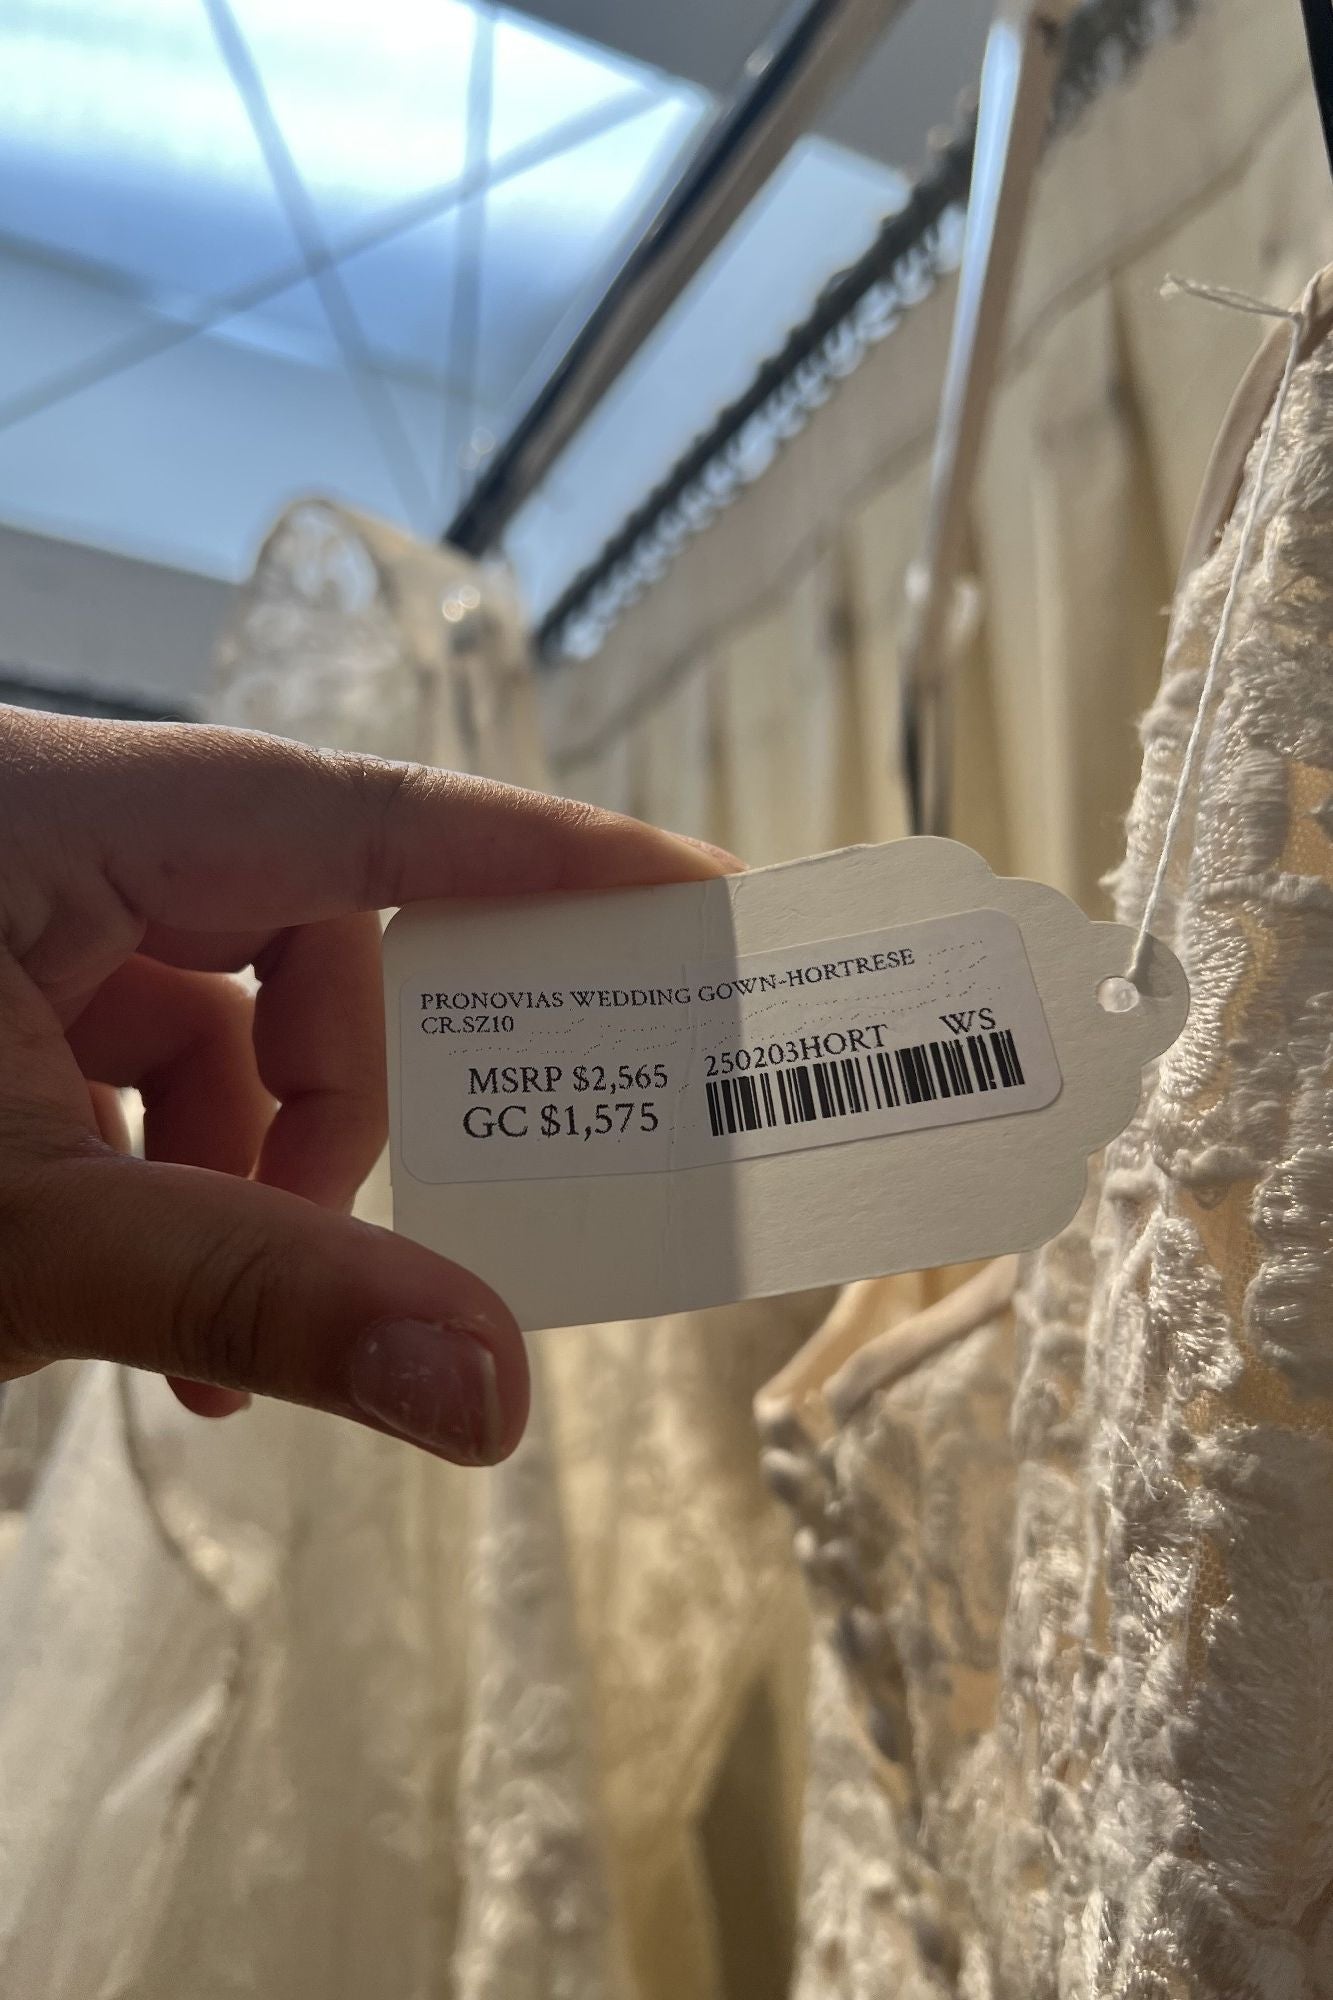 PRONOVIAS WEDDING GOWN-HORTRESE
CR.SZ10
MSRP $2,565
GC $1,575
250203HORT WS